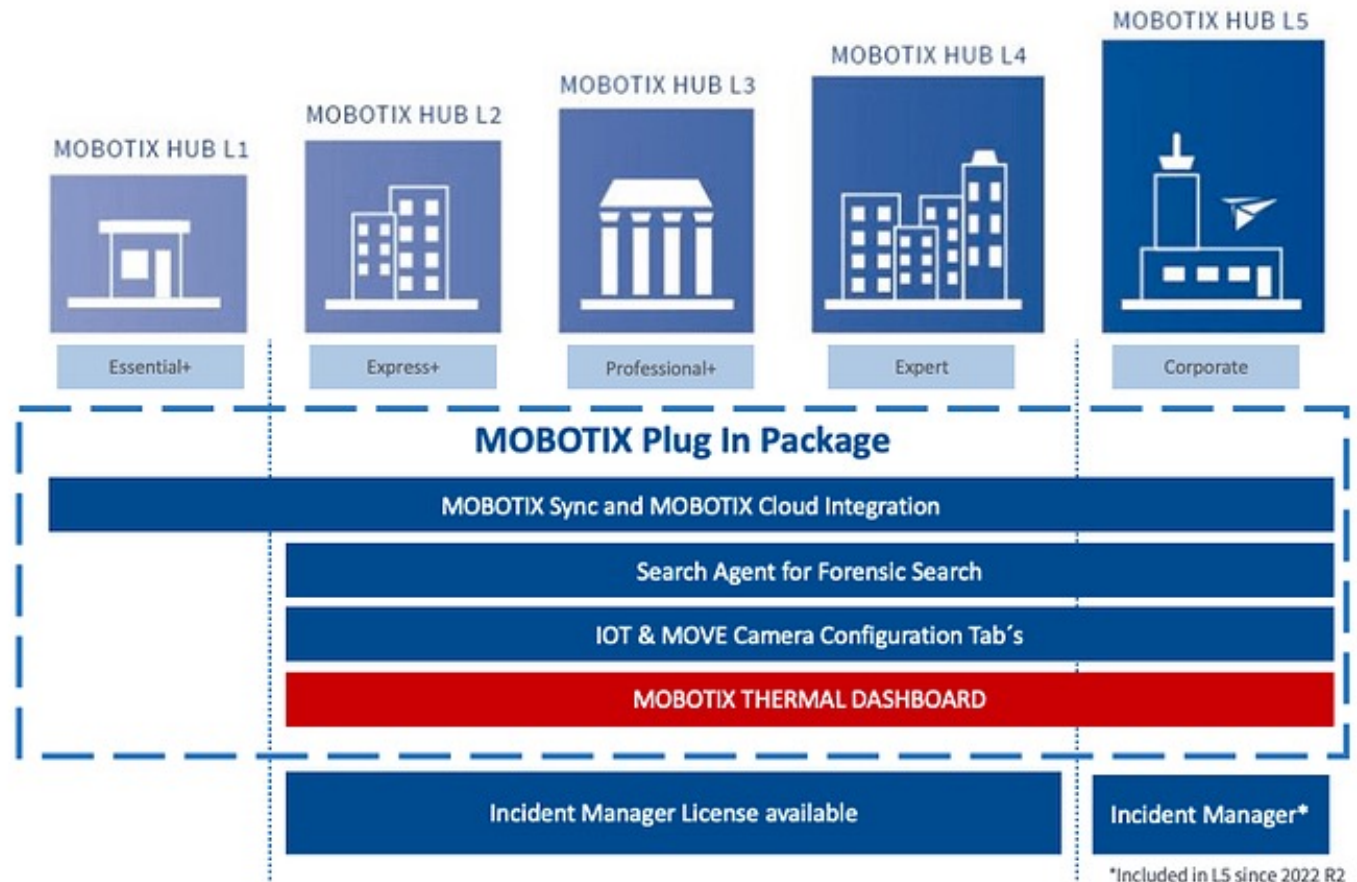 MOBOTIX HUB L1
MOBOTIX HUB L2
MOBOTIX HUB L3
MOBOTIX HUB L4
MOBOTIX HUB L5
Essential+
Express+
Professional+
Expert
Corporate
MOBOTIX Plug In Package
MOBOTIX Sync and MOBOTIX Cloud Integration
Search Agent for Forensic Search
IOT & MOVE Camera Configuration Tab´s
MOBOTIX THERMAL DASHBOARD
Incident Manager License available
Incident Manager*
*Included in L5 since 2022 R2